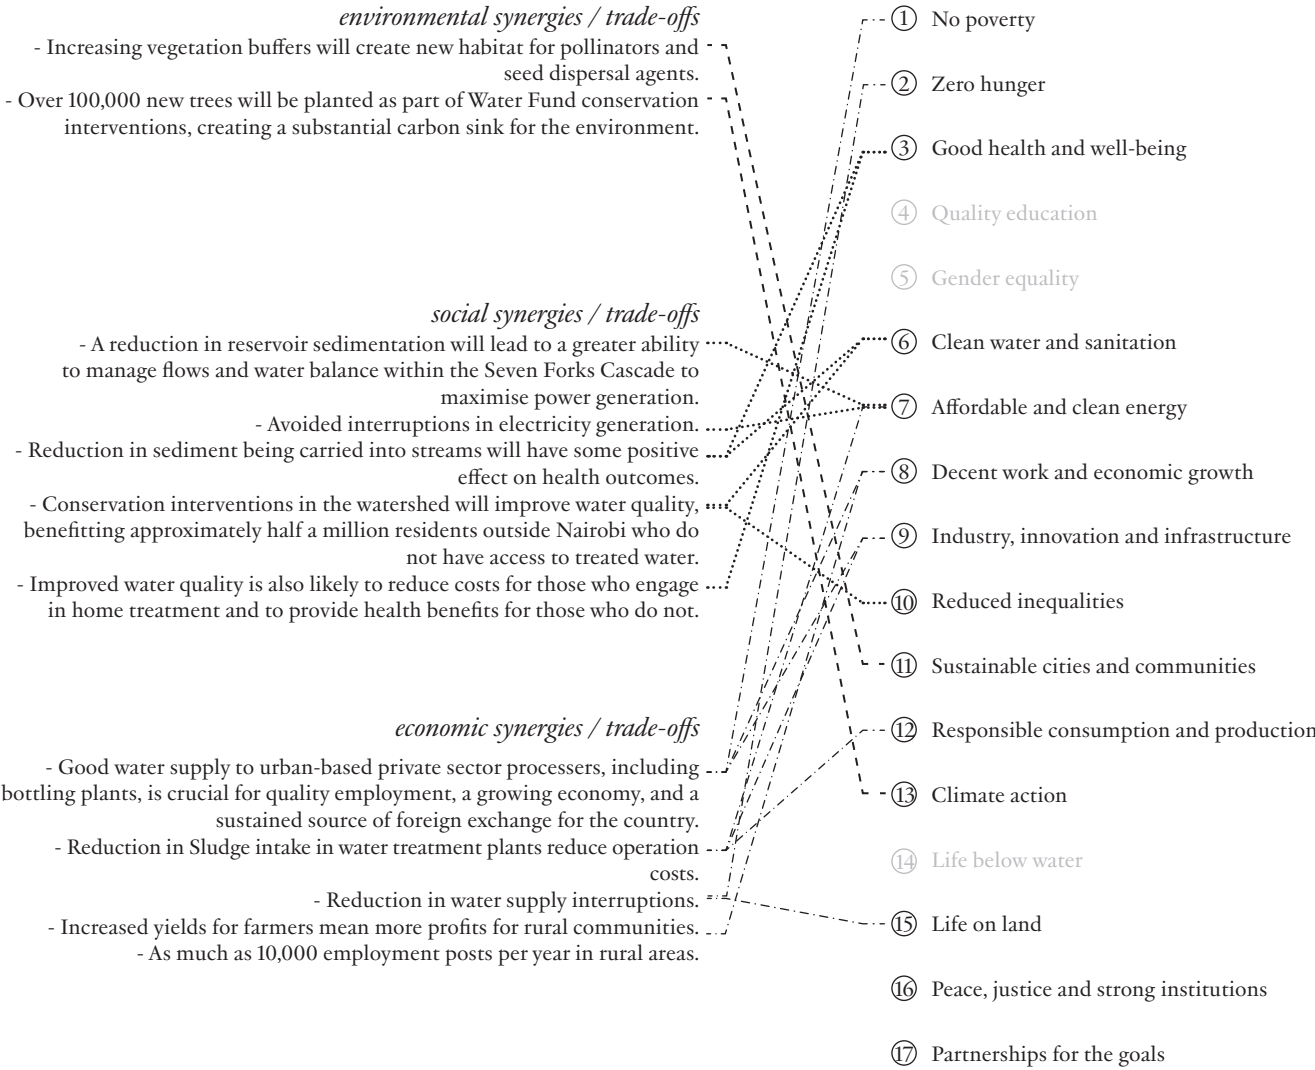 environmental synergies / trade-offs
- Increasing vegetation buffers will create new habitat for pollinators and
seed dispersal agents.
- Over 100,000 new trees will be planted as part of Water Fund conservation
interventions, creating a substantial carbon sink for the environment.
social synergies / trade-offs
- A reduction in reservoir sedimentation will lead to a greater ability
to manage flows and water balance within the Seven Forks Cascade to
maximise power generation.
- Avoided interruptions in electricity generation.
- Reduction in sediment being carried into streams will have some positive
effect on health outcomes.
- Conservation interventions in the watershed will improve water quality,
benefitting approximately half a million residents outside Nairobi who do
not have access to treated water.
- Improved water quality is also likely to reduce costs for those who engage
in home treatment and to provide health benefits for those who do not.
economic synergies / trade-offs
- Good water supply to urban-based private sector processers, including
bottling plants, is crucial for quality employment, a growing economy, and a
sustained source of foreign exchange for the country.
- Reduction in Sludge intake in water treatment plants reduce operation
costs.
- Reduction in water supply interruptions.
- Increased yields for farmers mean more profits for rural communities.
- As much as 10,000 employment posts per year in rural areas.
1 No poverty
2 Zero hunger
3 Good health and well-being
4 Quality education
5 Gender equality
6 Clean water and sanitation
7 Affordable and clean energy
8 Decent work and economic growth
9 Industry, innovation and infrastructure
10 Reduced inequalities
11 Sustainable cities and communities
12 Responsible consumption and production
13 Climate action
14 Life below water
15 Life on land
16 Peace, justice and strong institutions
17 Partnerships for the goals